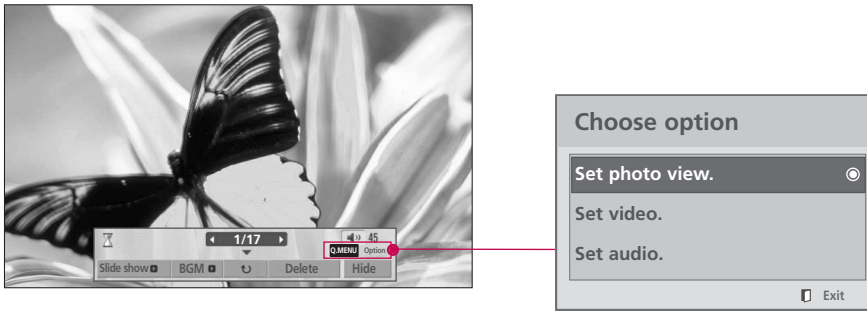 1/17
45
Q.MENU Option
Slide show BGM Delete Hide
Choose option
Set photo view.
Set video.
Set audio.
Exit